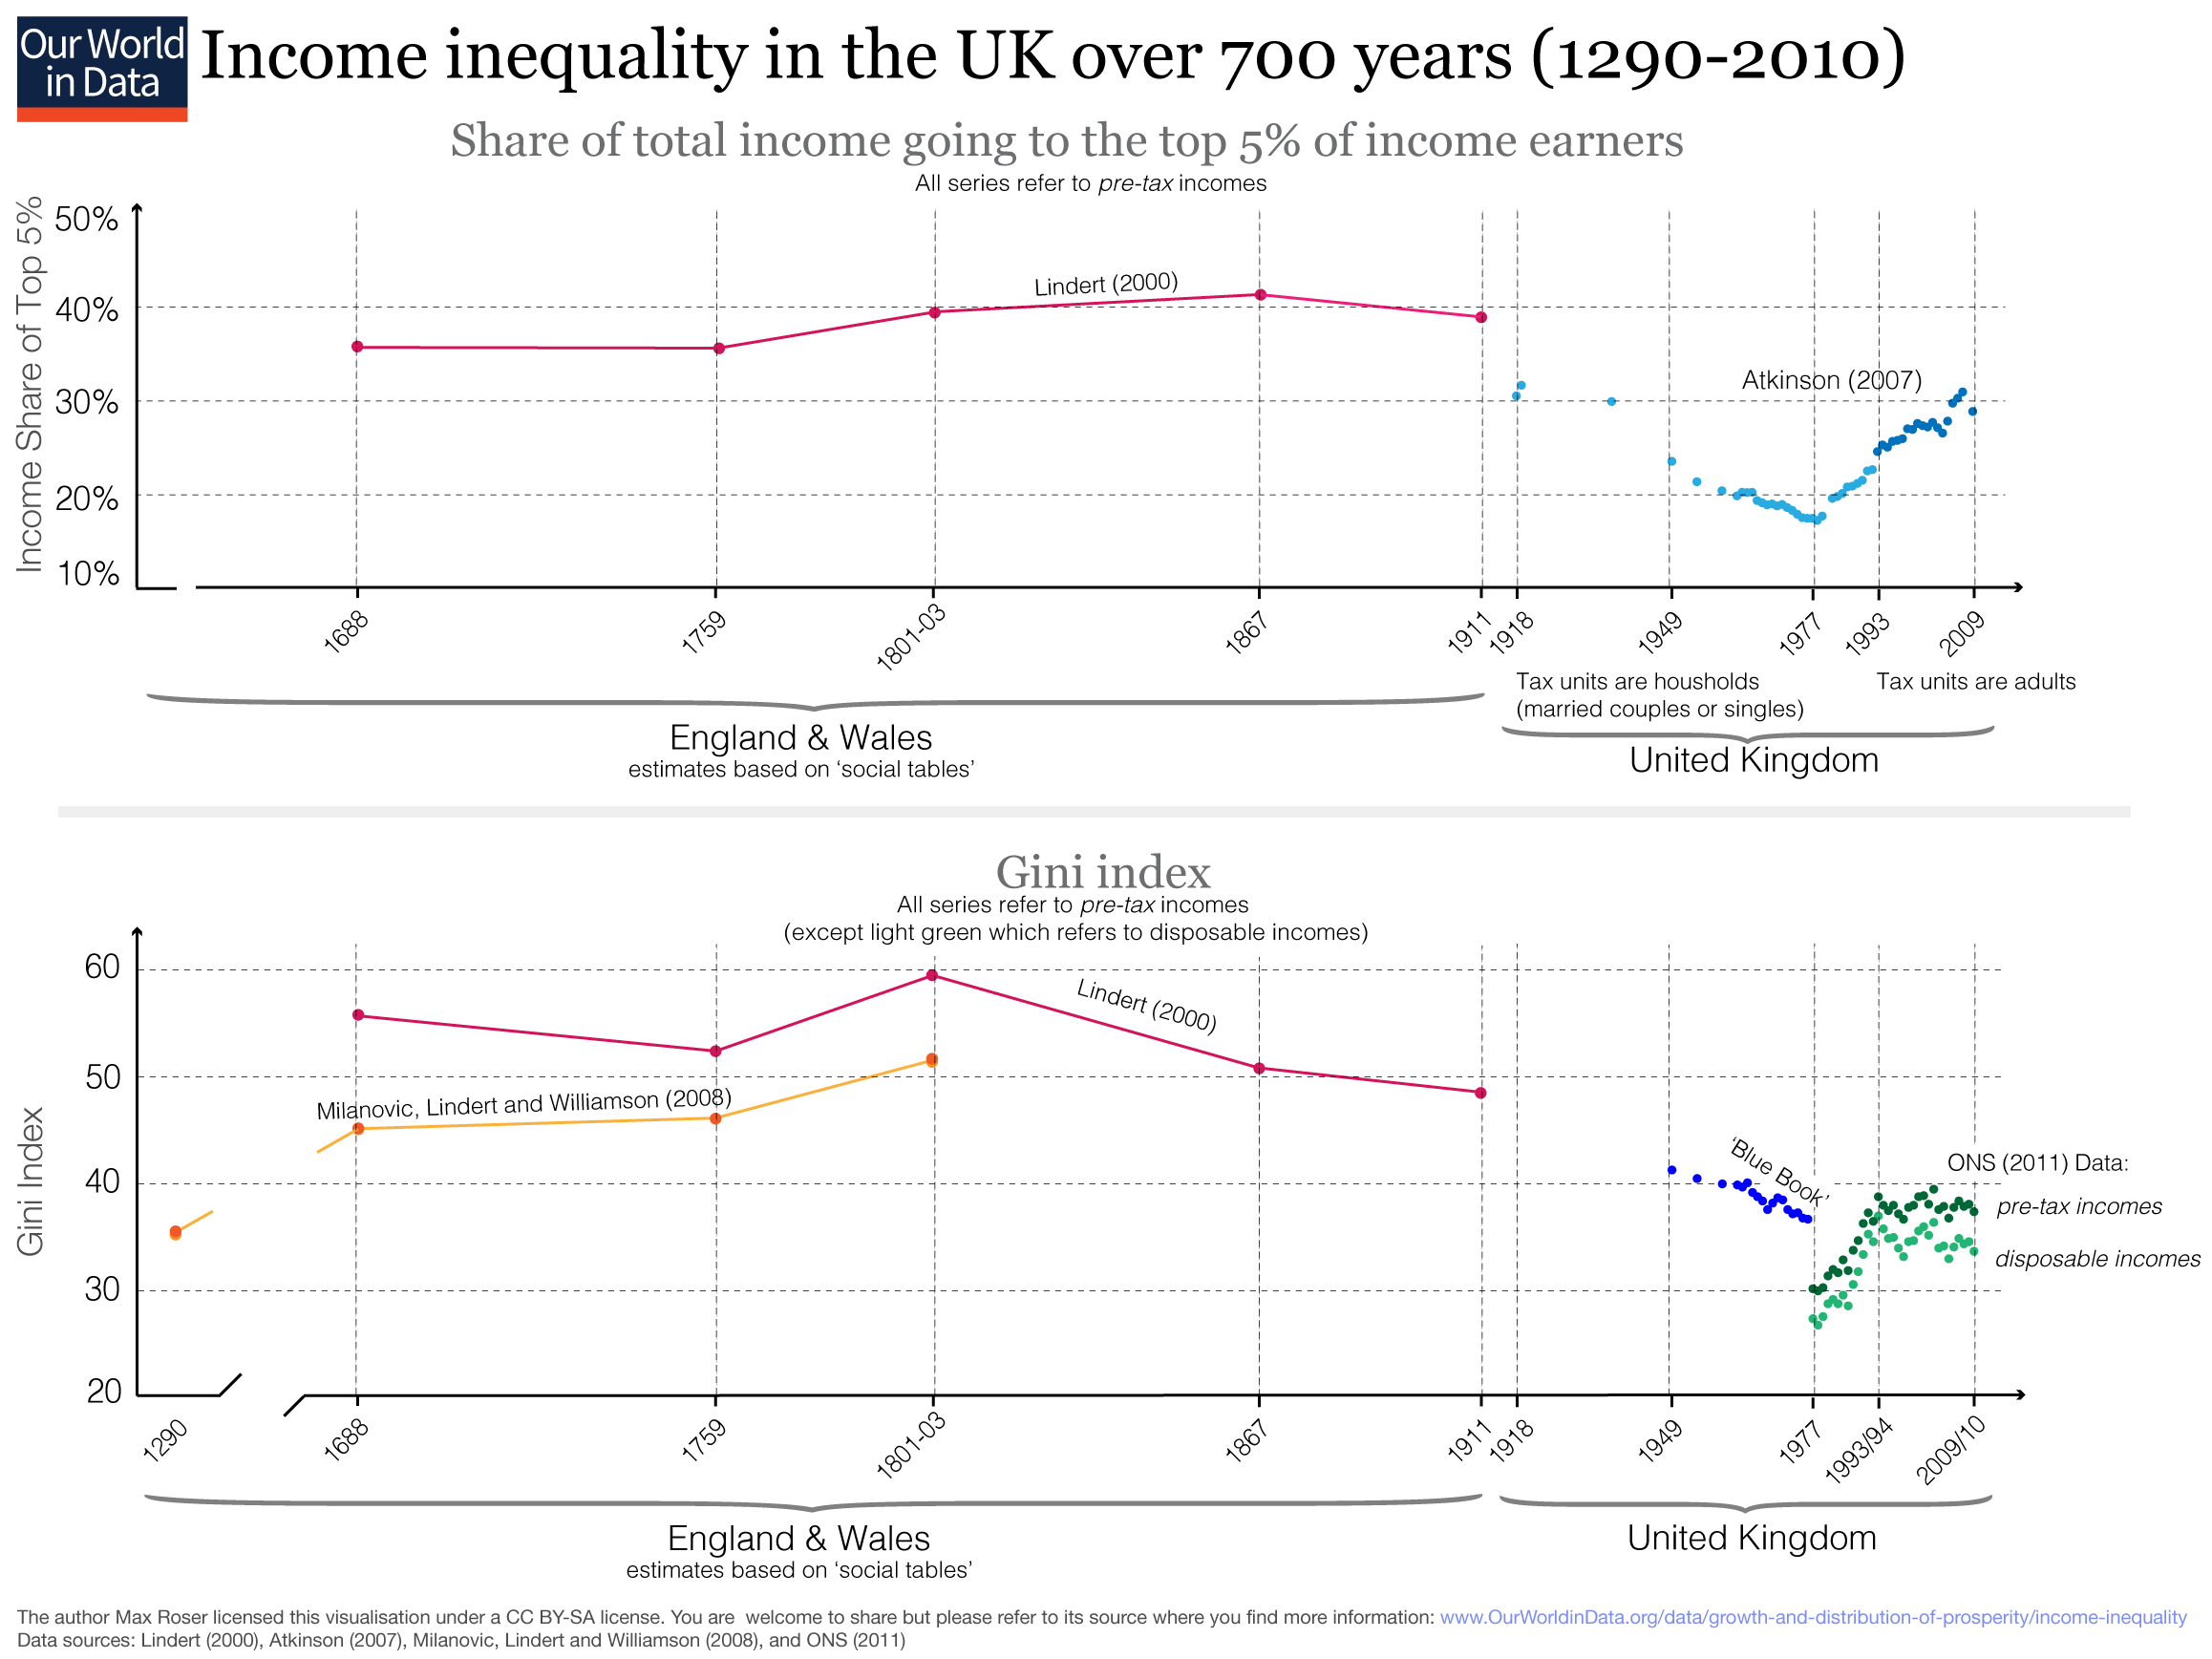 Our World
in Data
Income inequality in the UK over 700 years (1290-2010)
Share of total income going to the top 5% of income earners
All series refer to pre-tax incomes
Income Share of Top 5%
50%
40%
30%
20%
10%
Lindert (2000)
Atkinson (2007)
1688
1759
1801-03
1867
1911
1918
1949
1977
1993
2009
Tax units are housholds
(married couples or singles)
Tax units are adults
England & Wales
estimates based on ‘social tables’
United Kingdom
Gini index
All series refer to pre-tax incomes
(except light green which refers to disposable incomes)
Gini Index
60
50
40
30
20
Lindert (2000)
Milanovic, Lindert and Williamson (2008)
‘Blue Book’
ONS (2011) Data:
pre-tax incomes
disposable incomes
1290
1688
1759
1801-03
1867
1911
1918
1949
1977
1993/94
2009/10
England & Wales
estimates based on ‘social tables’
United Kingdom
The author Max Roser licensed this visualisation under a CC BY-SA license. You are  welcome to share but please refer to its source where you find more information: www.OurWorldinData.org/data/growth-and-distribution-of-prosperity/income-inequality
Data sources: Lindert (2000), Atkinson (2007), Milanovic, Lindert and Williamson (2008), and ONS (2011)